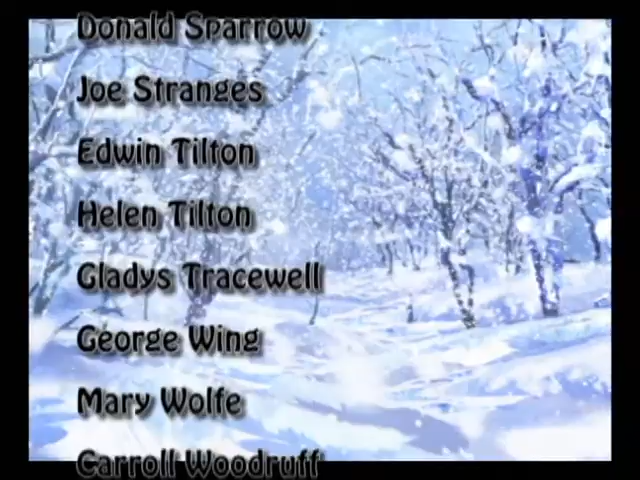 Donald Sparrow
Joe Stranges
Edwin Tilton
Helen Tilton
Gladys Tracewell
George Wing
Mary Wolfe
Carroll Woodruff